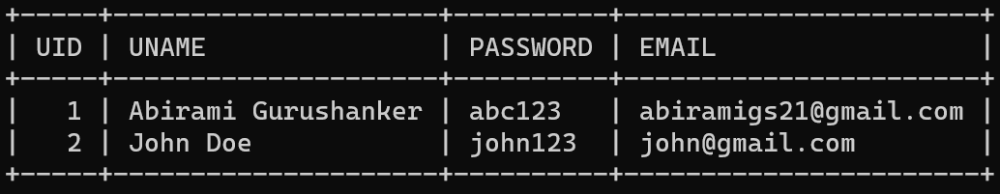 +-----+----------------------+----------+-----------------------+
| UID | UNAME                | PASSWORD | EMAIL                 |
+-----+----------------------+----------+-----------------------+
|   1 | Abirami Gurushanker | abc123   | abiramigs21@gmail.com |
|   2 | John Doe            | john123  | john@gmail.com        |
+-----+----------------------+----------+-----------------------+